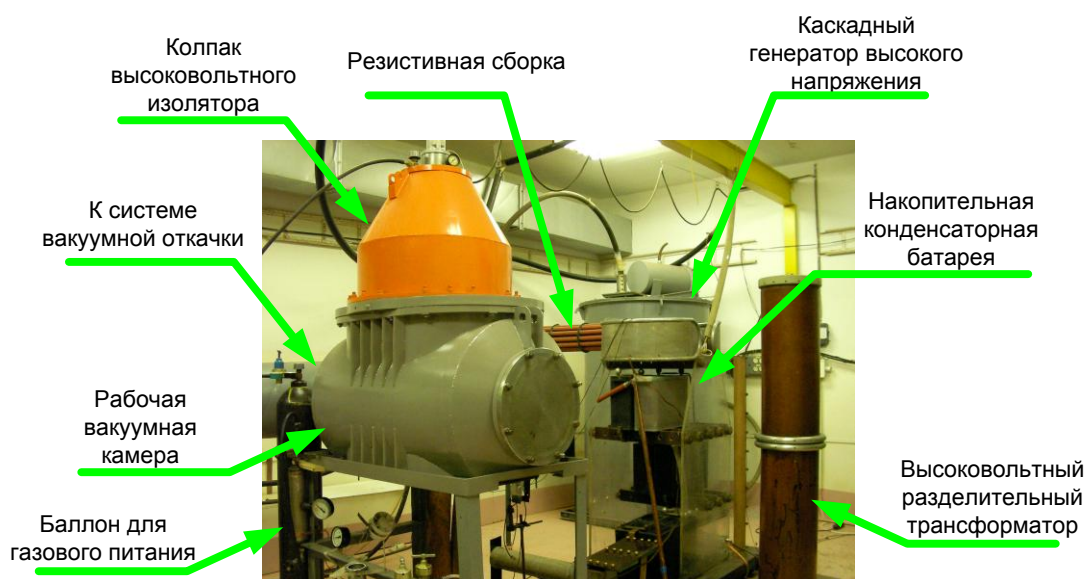 Колпак
высоковольтного
изолятора
Резистивная сборка
Каскадный
генератор высокого
напряжения
К системе
вакуумной откачки
Накопительная
конденсаторная
батарея
Рабочая
вакуумная
камера
Высоковольтный
разделительный
трансформатор
Баллон для
газового питания